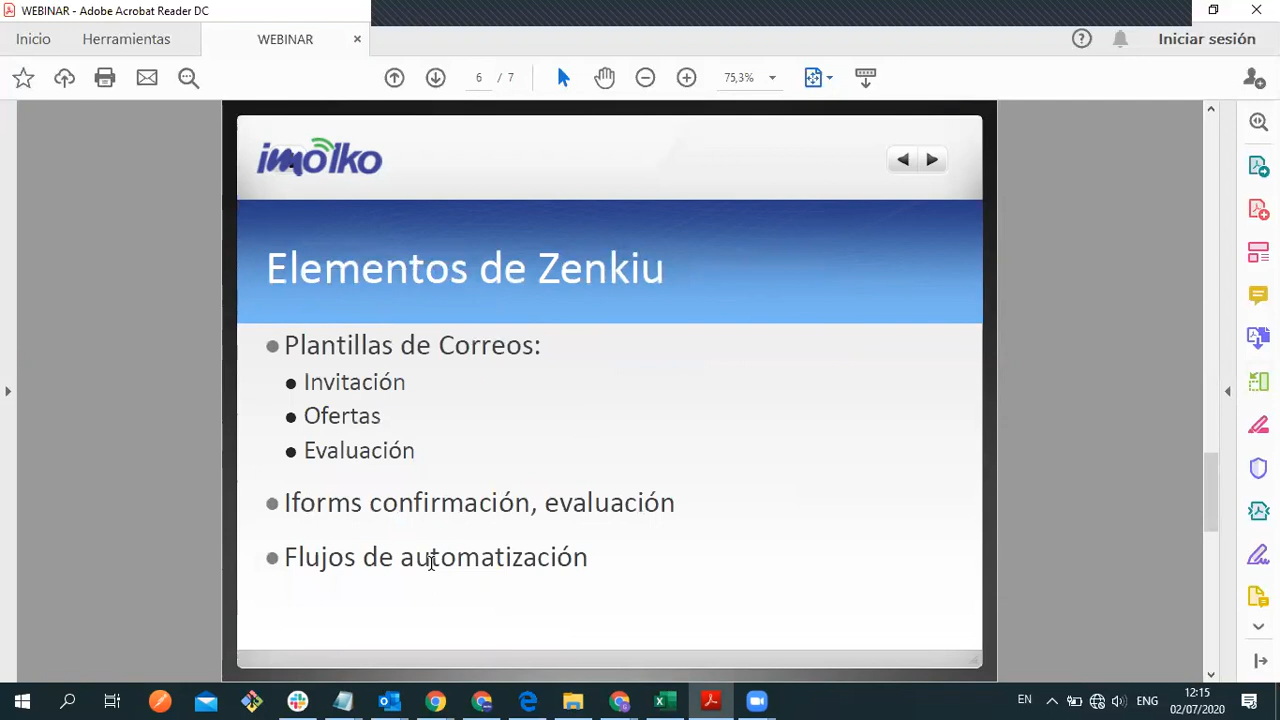 WEBINAR - Adobe Acrobat Reader DC
Inicio
Herramientas
WEBINAR
Iniciar sesión
6 / 7
75,3%
imolko
Elementos de Zenkiu
Plantillas de Correos:
Invitación
Ofertas
Evaluación
Iforms confirmación, evaluación
Flujos de automatización
EN
ENG
12:15
02/07/2020